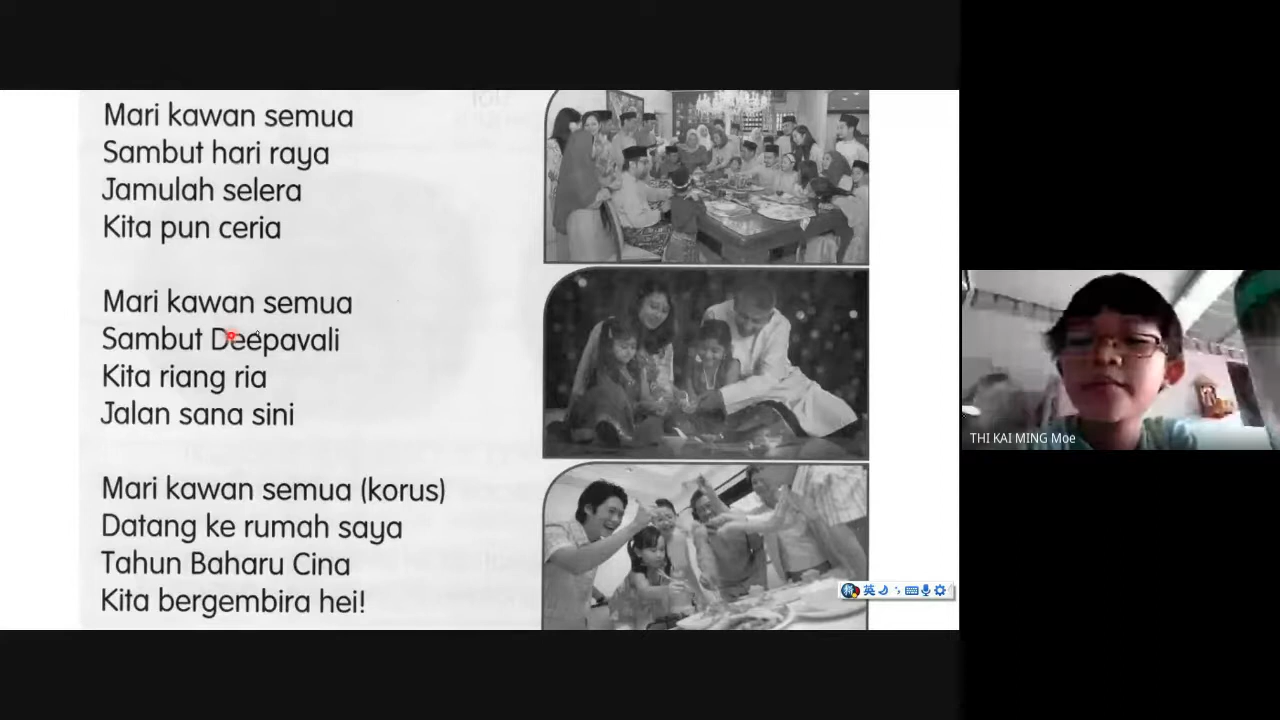 Mari kawan semua
Sambut hari raya
Jamulah selera
Kita pun ceria
Mari kawan semua
Sambut Deepavali
Kita riang ria
Jalan sana sini
Mari kawan semua (korus)
Datang ke rumah saya
Tahun Baharu Cina
Kita bergembira hei!
英
THI KAI MING Moe